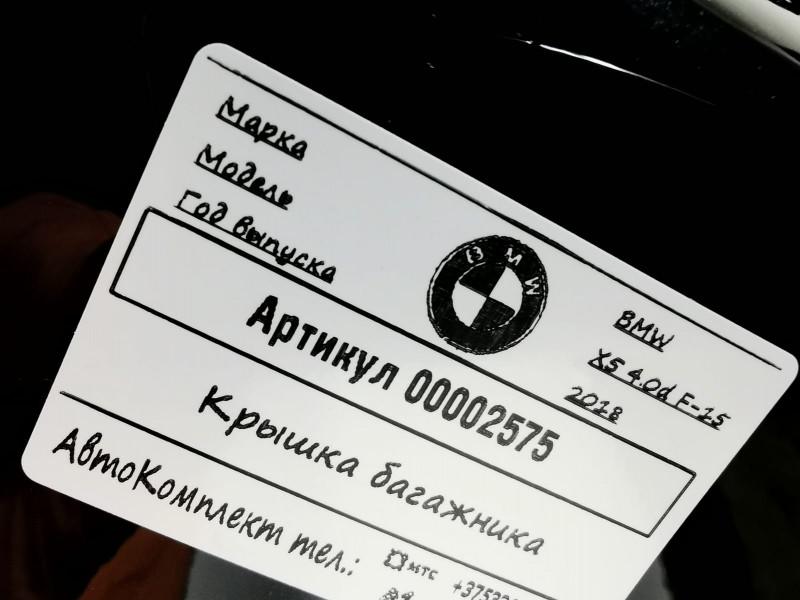 Марка
BMW
Модель
X5 4.0d F-15
Год выпуска
2018
BMW
Артикул 00002575
Крышка багажника
АвтоКомплект тел.:
мтс